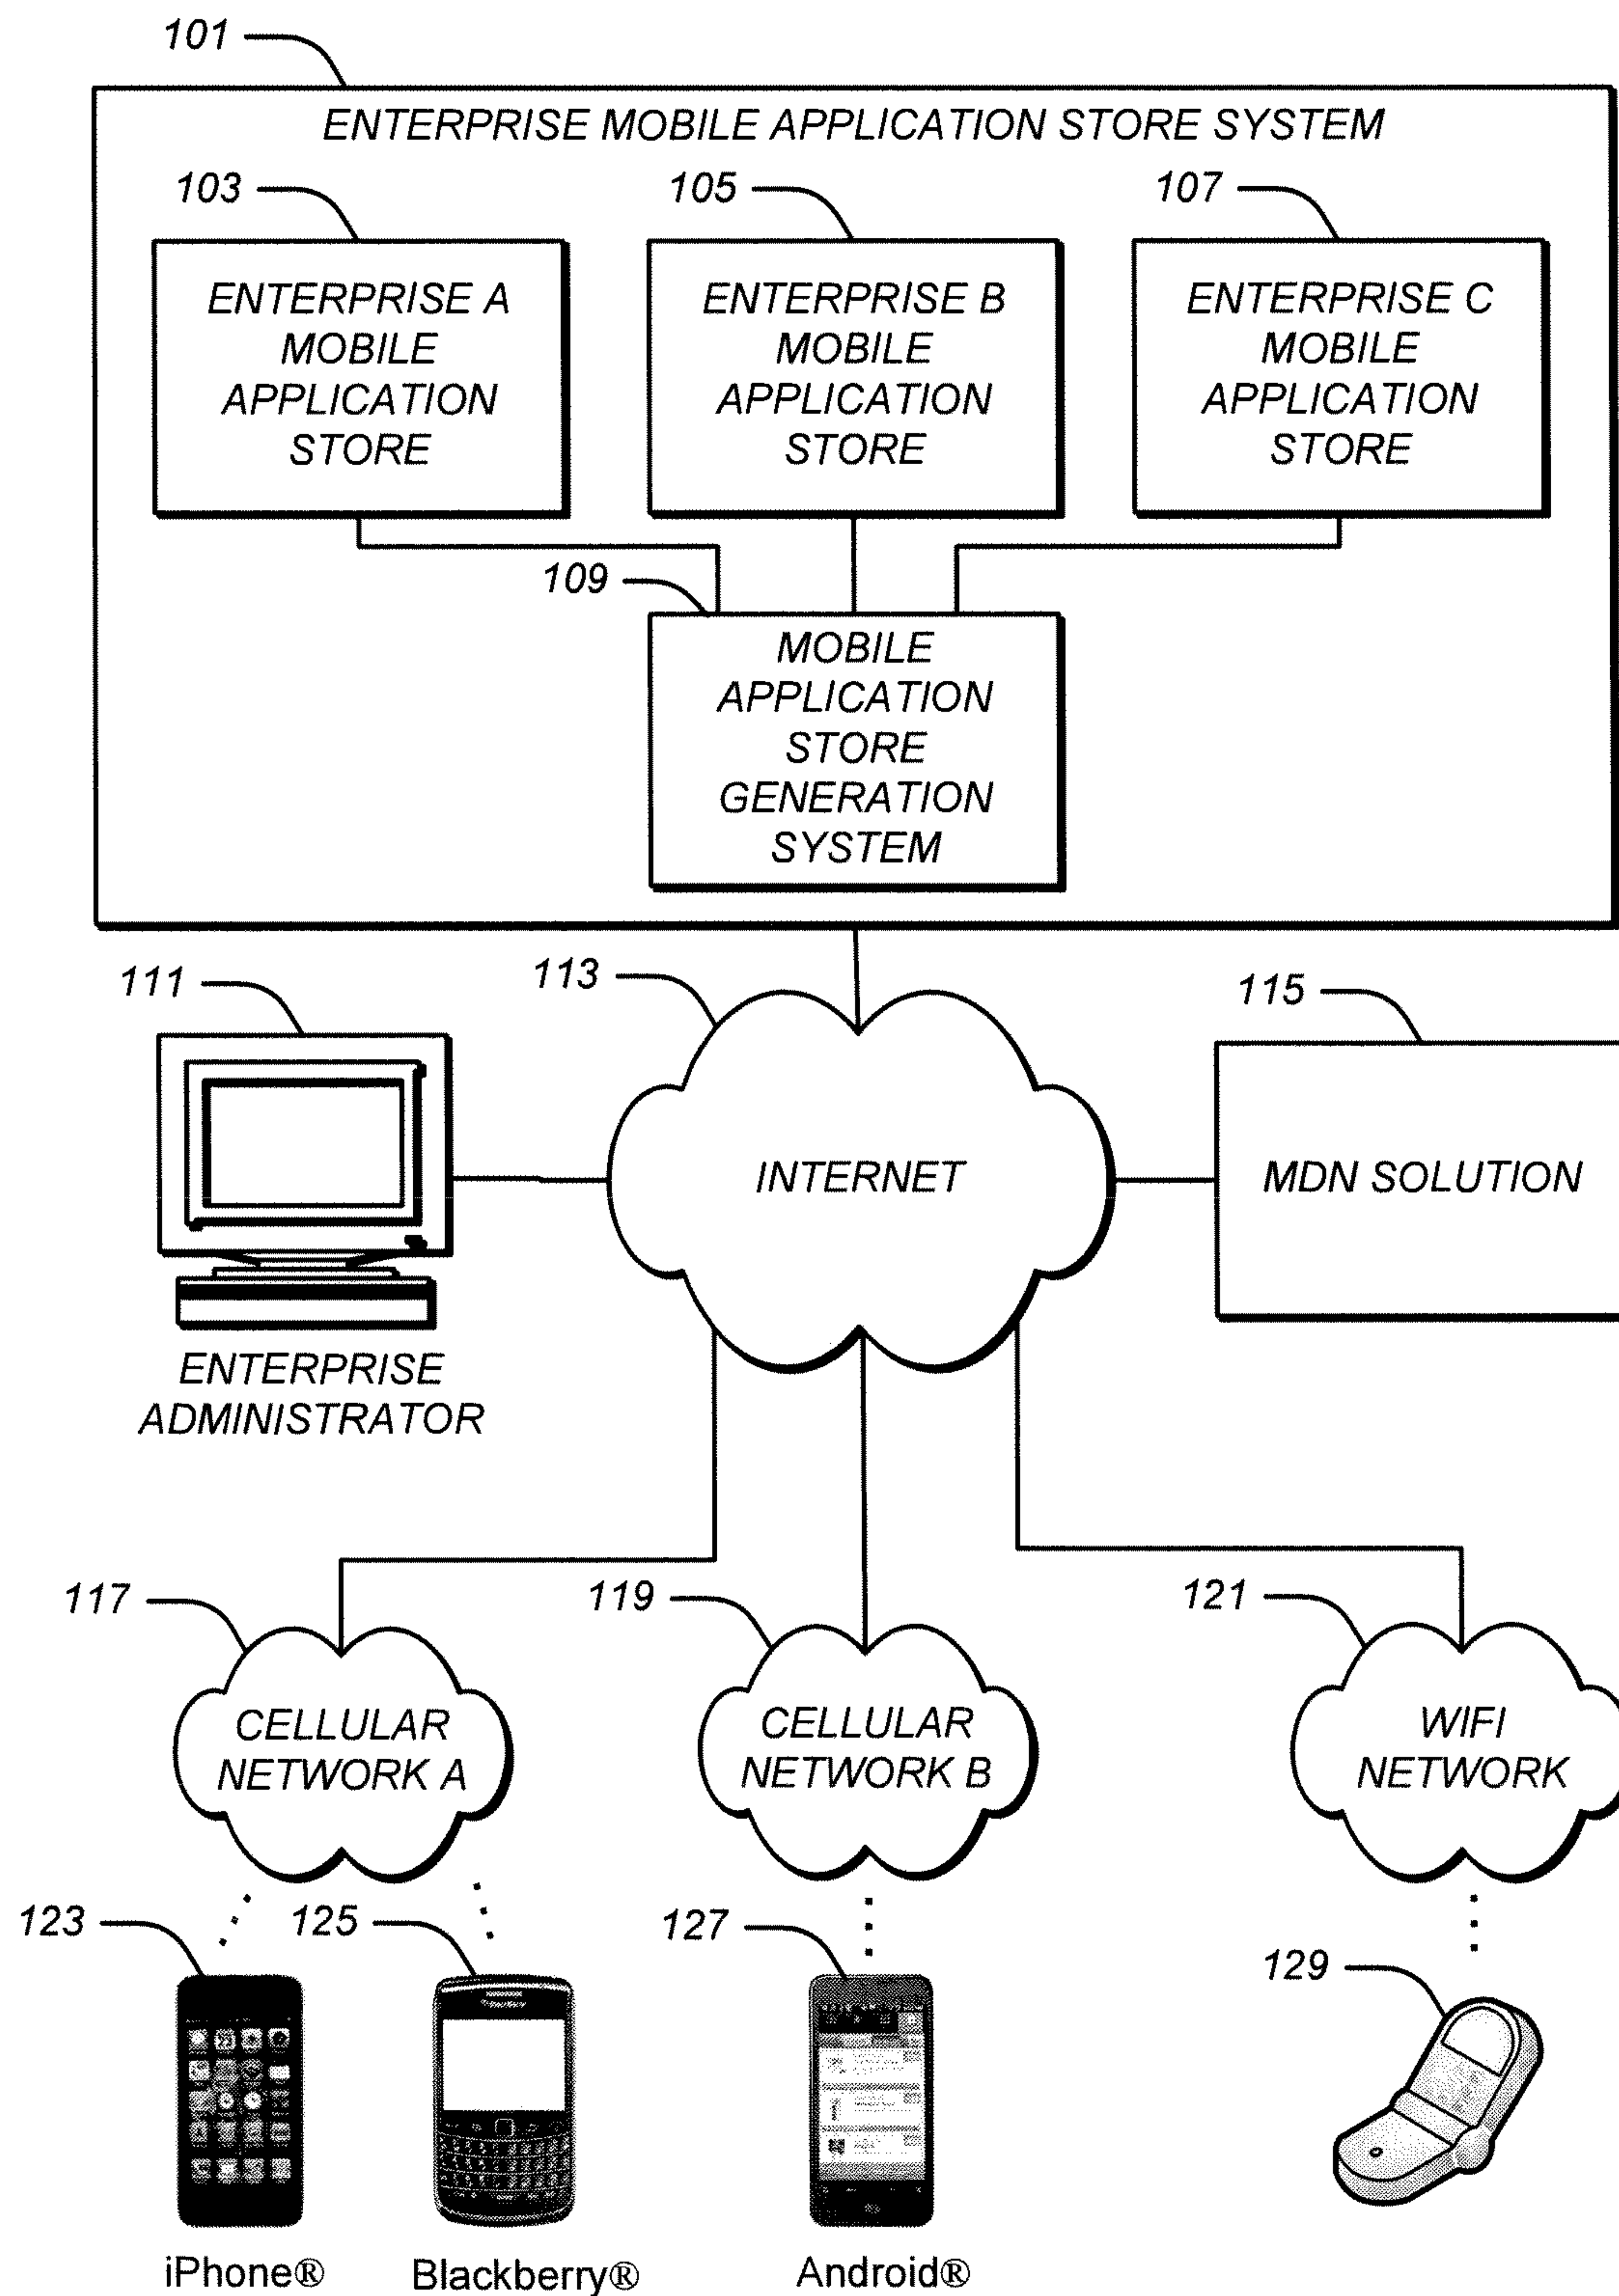 101
ENTERPRISE MOBILE APPLICATION STORE SYSTEM
103
105
107
ENTERPRISE A
MOBILE
APPLICATION
STORE
ENTERPRISE B
MOBILE
APPLICATION
STORE
ENTERPRISE C
MOBILE
APPLICATION
STORE
109
MOBILE
APPLICATION
STORE
GENERATION
SYSTEM
111
113
115
INTERNET
MDN SOLUTION
ENTERPRISE
ADMINISTRATOR
117
119
121
CELLULAR
NETWORK A
CELLULAR
NETWORK B
WIFI
NETWORK
123
125
127
129
iPhone®
Blackberry®
Android®